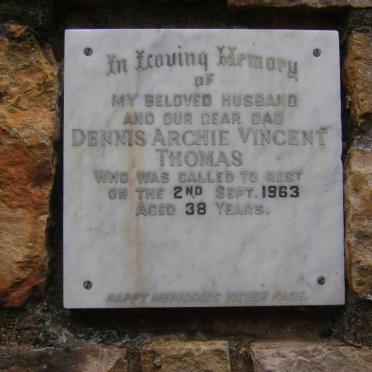 In Loving Memory
of
MY BELOVED HUSBAND
AND OUR DEAR DAD
DENNIS ARCHIE VINCENT
THOMAS
WHO WAS CALLED TO REST
ON THE 2ND SEPT. 1963
AGED 38 YEARS.
HAPPY MEMORIES NEVER FADE.